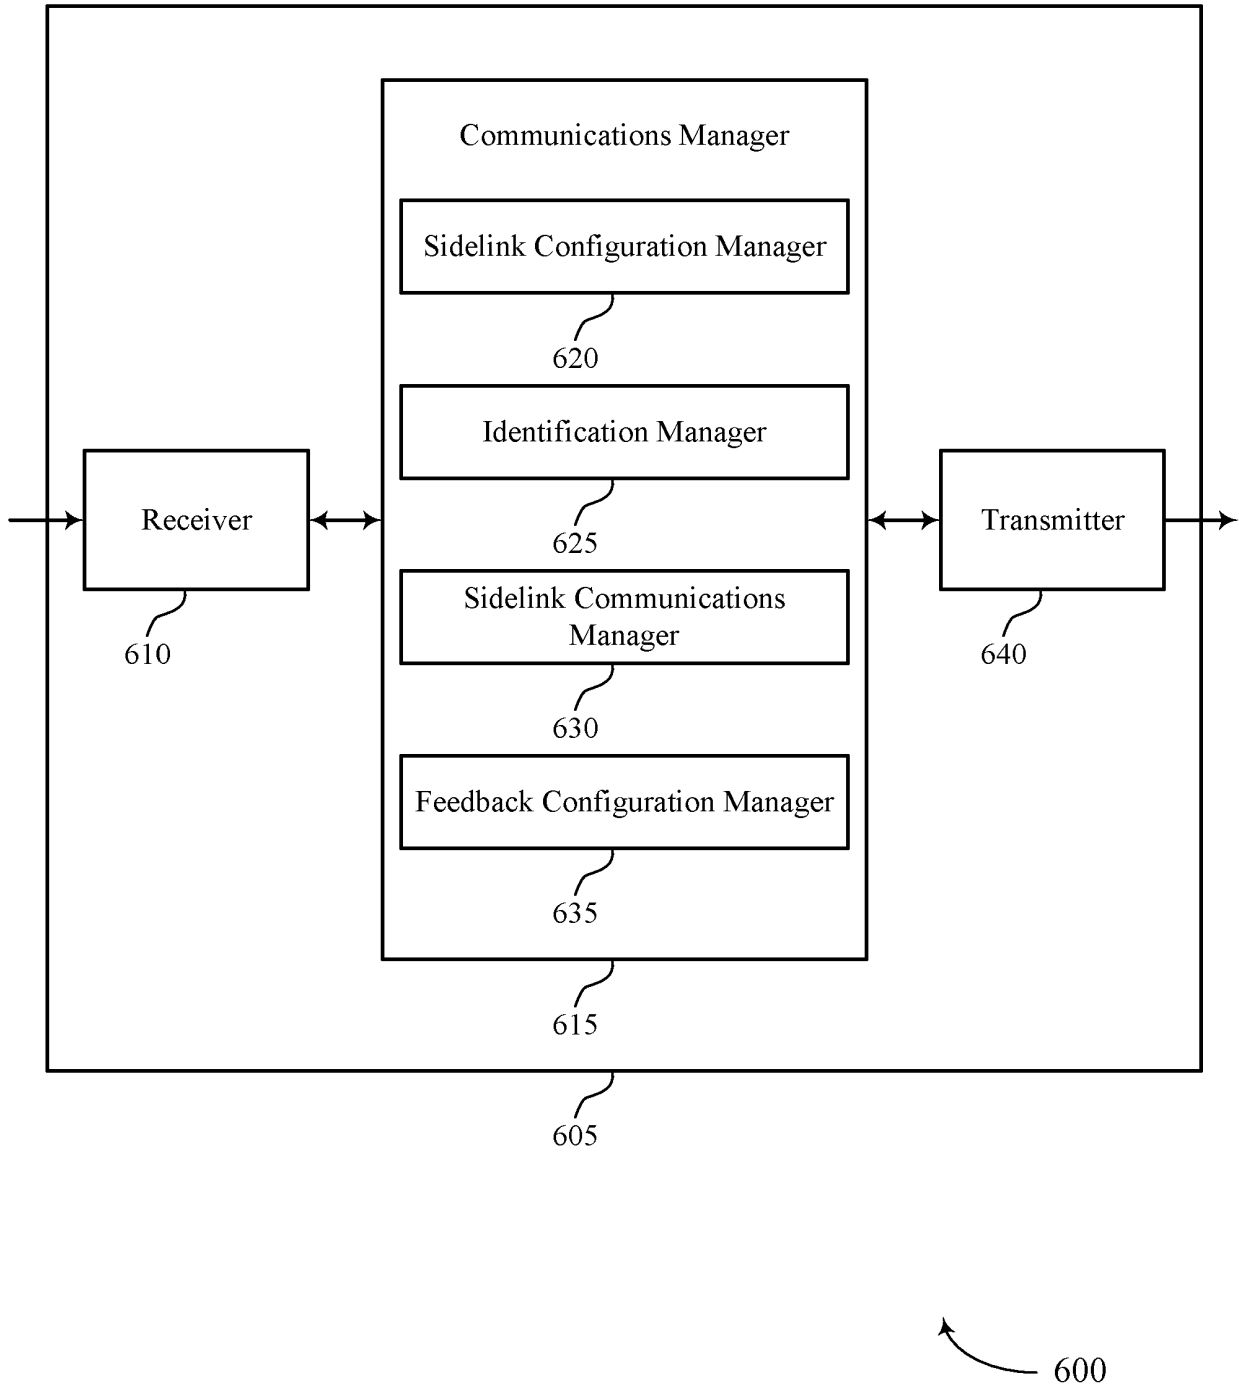 Communications Manager
Sidelink Configuration Manager
620
Identification Manager
625
Receiver
610
Sidelink Communications
Manager
630
Transmitter
640
Feedback Configuration Manager
635
615
605
600